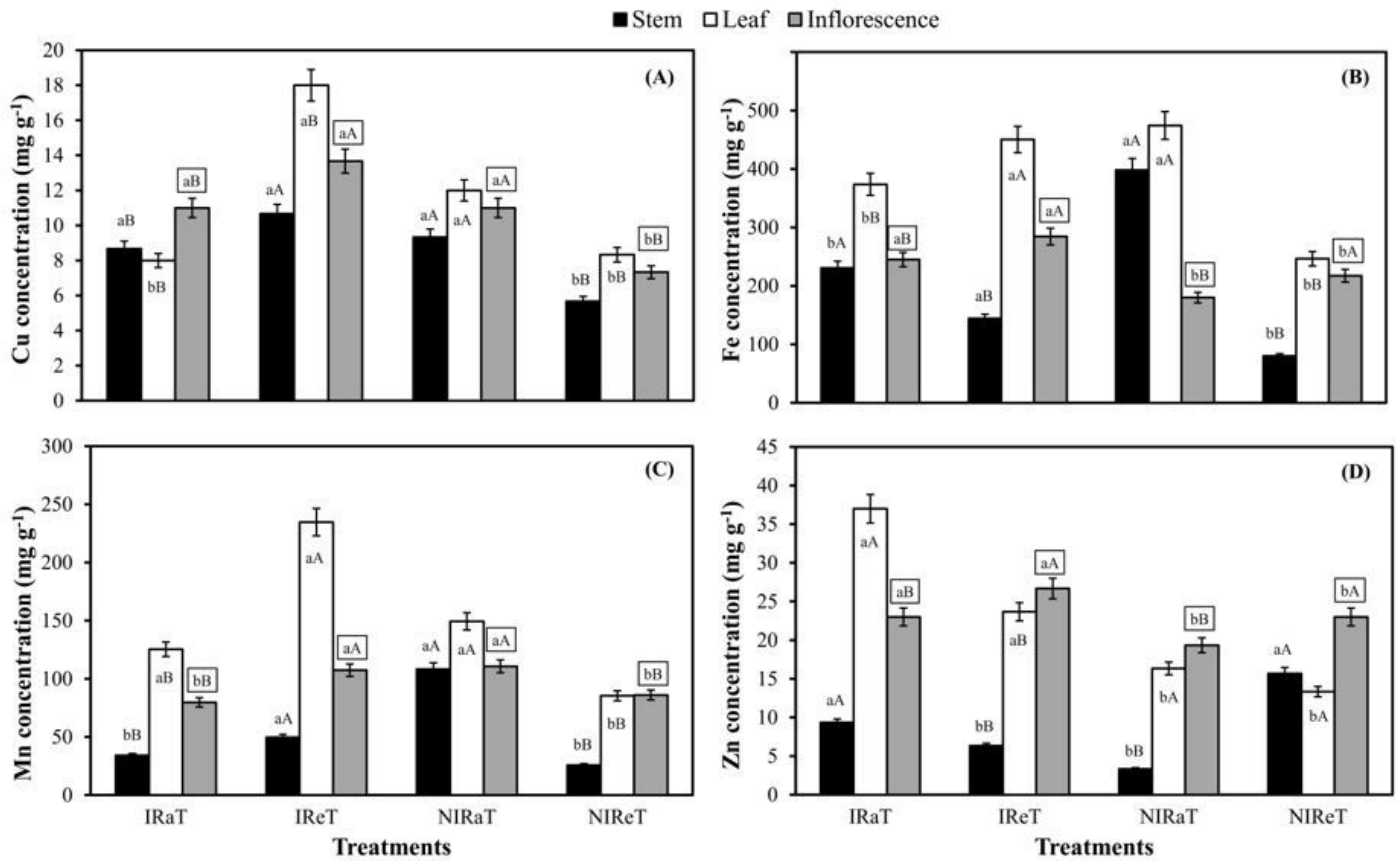 Stem Leaf Inflorescence
(A)
Cu concentration (mg g-1)
20
18
16
14
12
10
8
6
4
2
0
aB
bB
aB
aA
aB
aA
aA
aA
aA
bB
bB
bB
(B)
Fe concentration (mg g-1)
500
400
300
200
100
0
bA
bB
aB
aB
aA
aA
aA
aA
bB
bB
bB
bA
(C)
Mn concentration (mg g-1)
300
250
200
150
100
50
0
bB
aB
bB
aA
aA
aA
aA
aA
aA
bB
bB
bB
IRaT IReT NIRaT NIReT
Treatments
(D)
Zn concentration (mg g-1)
45
40
35
30
25
20
15
10
5
0
aA
aA
aB
bB
aB
aA
bB
bA
bB
aA
bA
bA
IRaT IReT NIRaT NIReT
Treatments